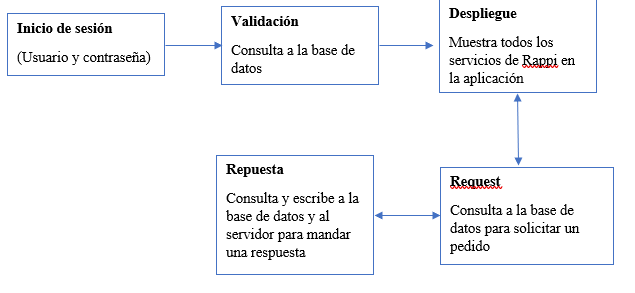 Inicio de sesión
(Usuario y contraseña)
Validación
Consulta a la base de
datos
Despliegue
Muestra todos los
servicios de Rappi en
la aplicación
Repuesta
Consulta y escribe a la
base de datos y al
servidor para mandar
una respuesta
Request
Consulta a la base de
datos para solicitar un
pedido